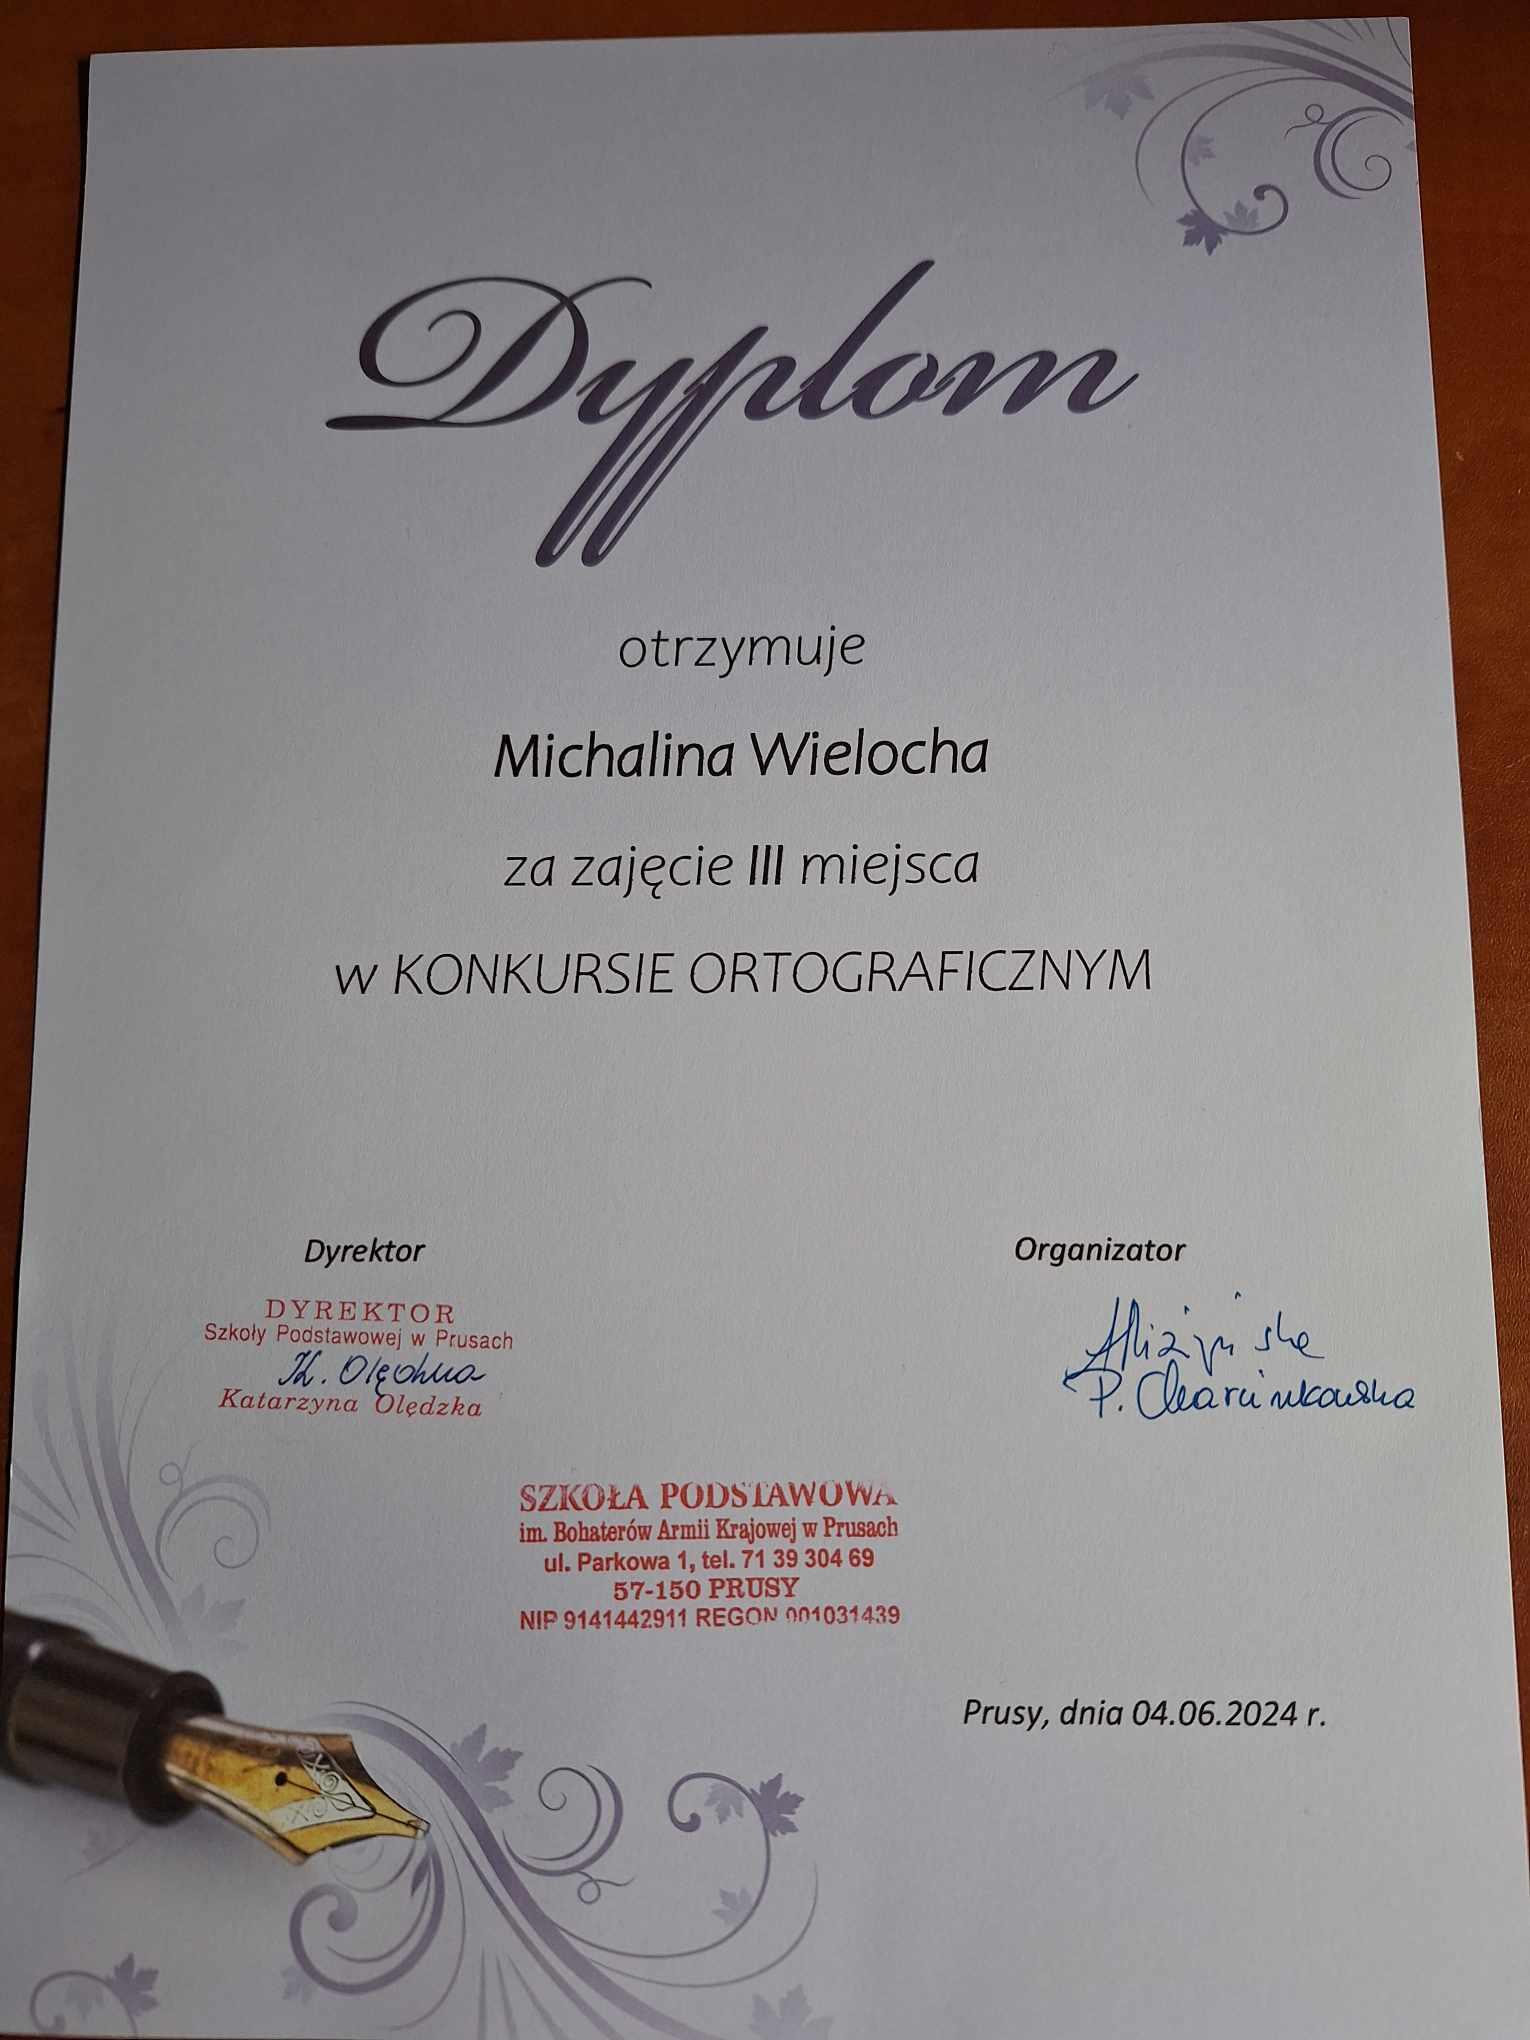 Dyplom
otrzymuje
Michalina Wielocha
za zajęcie III miejsca
w KONKURSIE ORTOGRAFICZNYM
Dyrektor
Organizator
DYREKTOR
Szkoły Podstawowej w Prusach
K. Olędzka
Katarzyna Olędzka
P. Marcinkowska
SZKOŁA PODSTAWOWA
im. Bohaterów Armii Krajowej w Prusach
ul. Parkowa 1, tel. 71 39 304 69
57-150 PRUSY
NIP 9141442911 REGON 001031439
Prusy, dnia 04.06.2024 r.